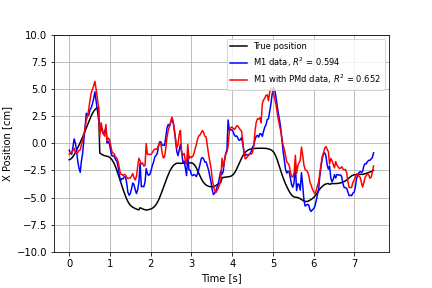 10.0
7.5
5.0
2.5
0.0
−2.5
−5.0
−7.5
−10.0
X Position [cm]
True position
M1 data, R² = 0.594
M1 with PMd data, R² = 0.652
0 1 2 3 4 5 6 7
Time [s]